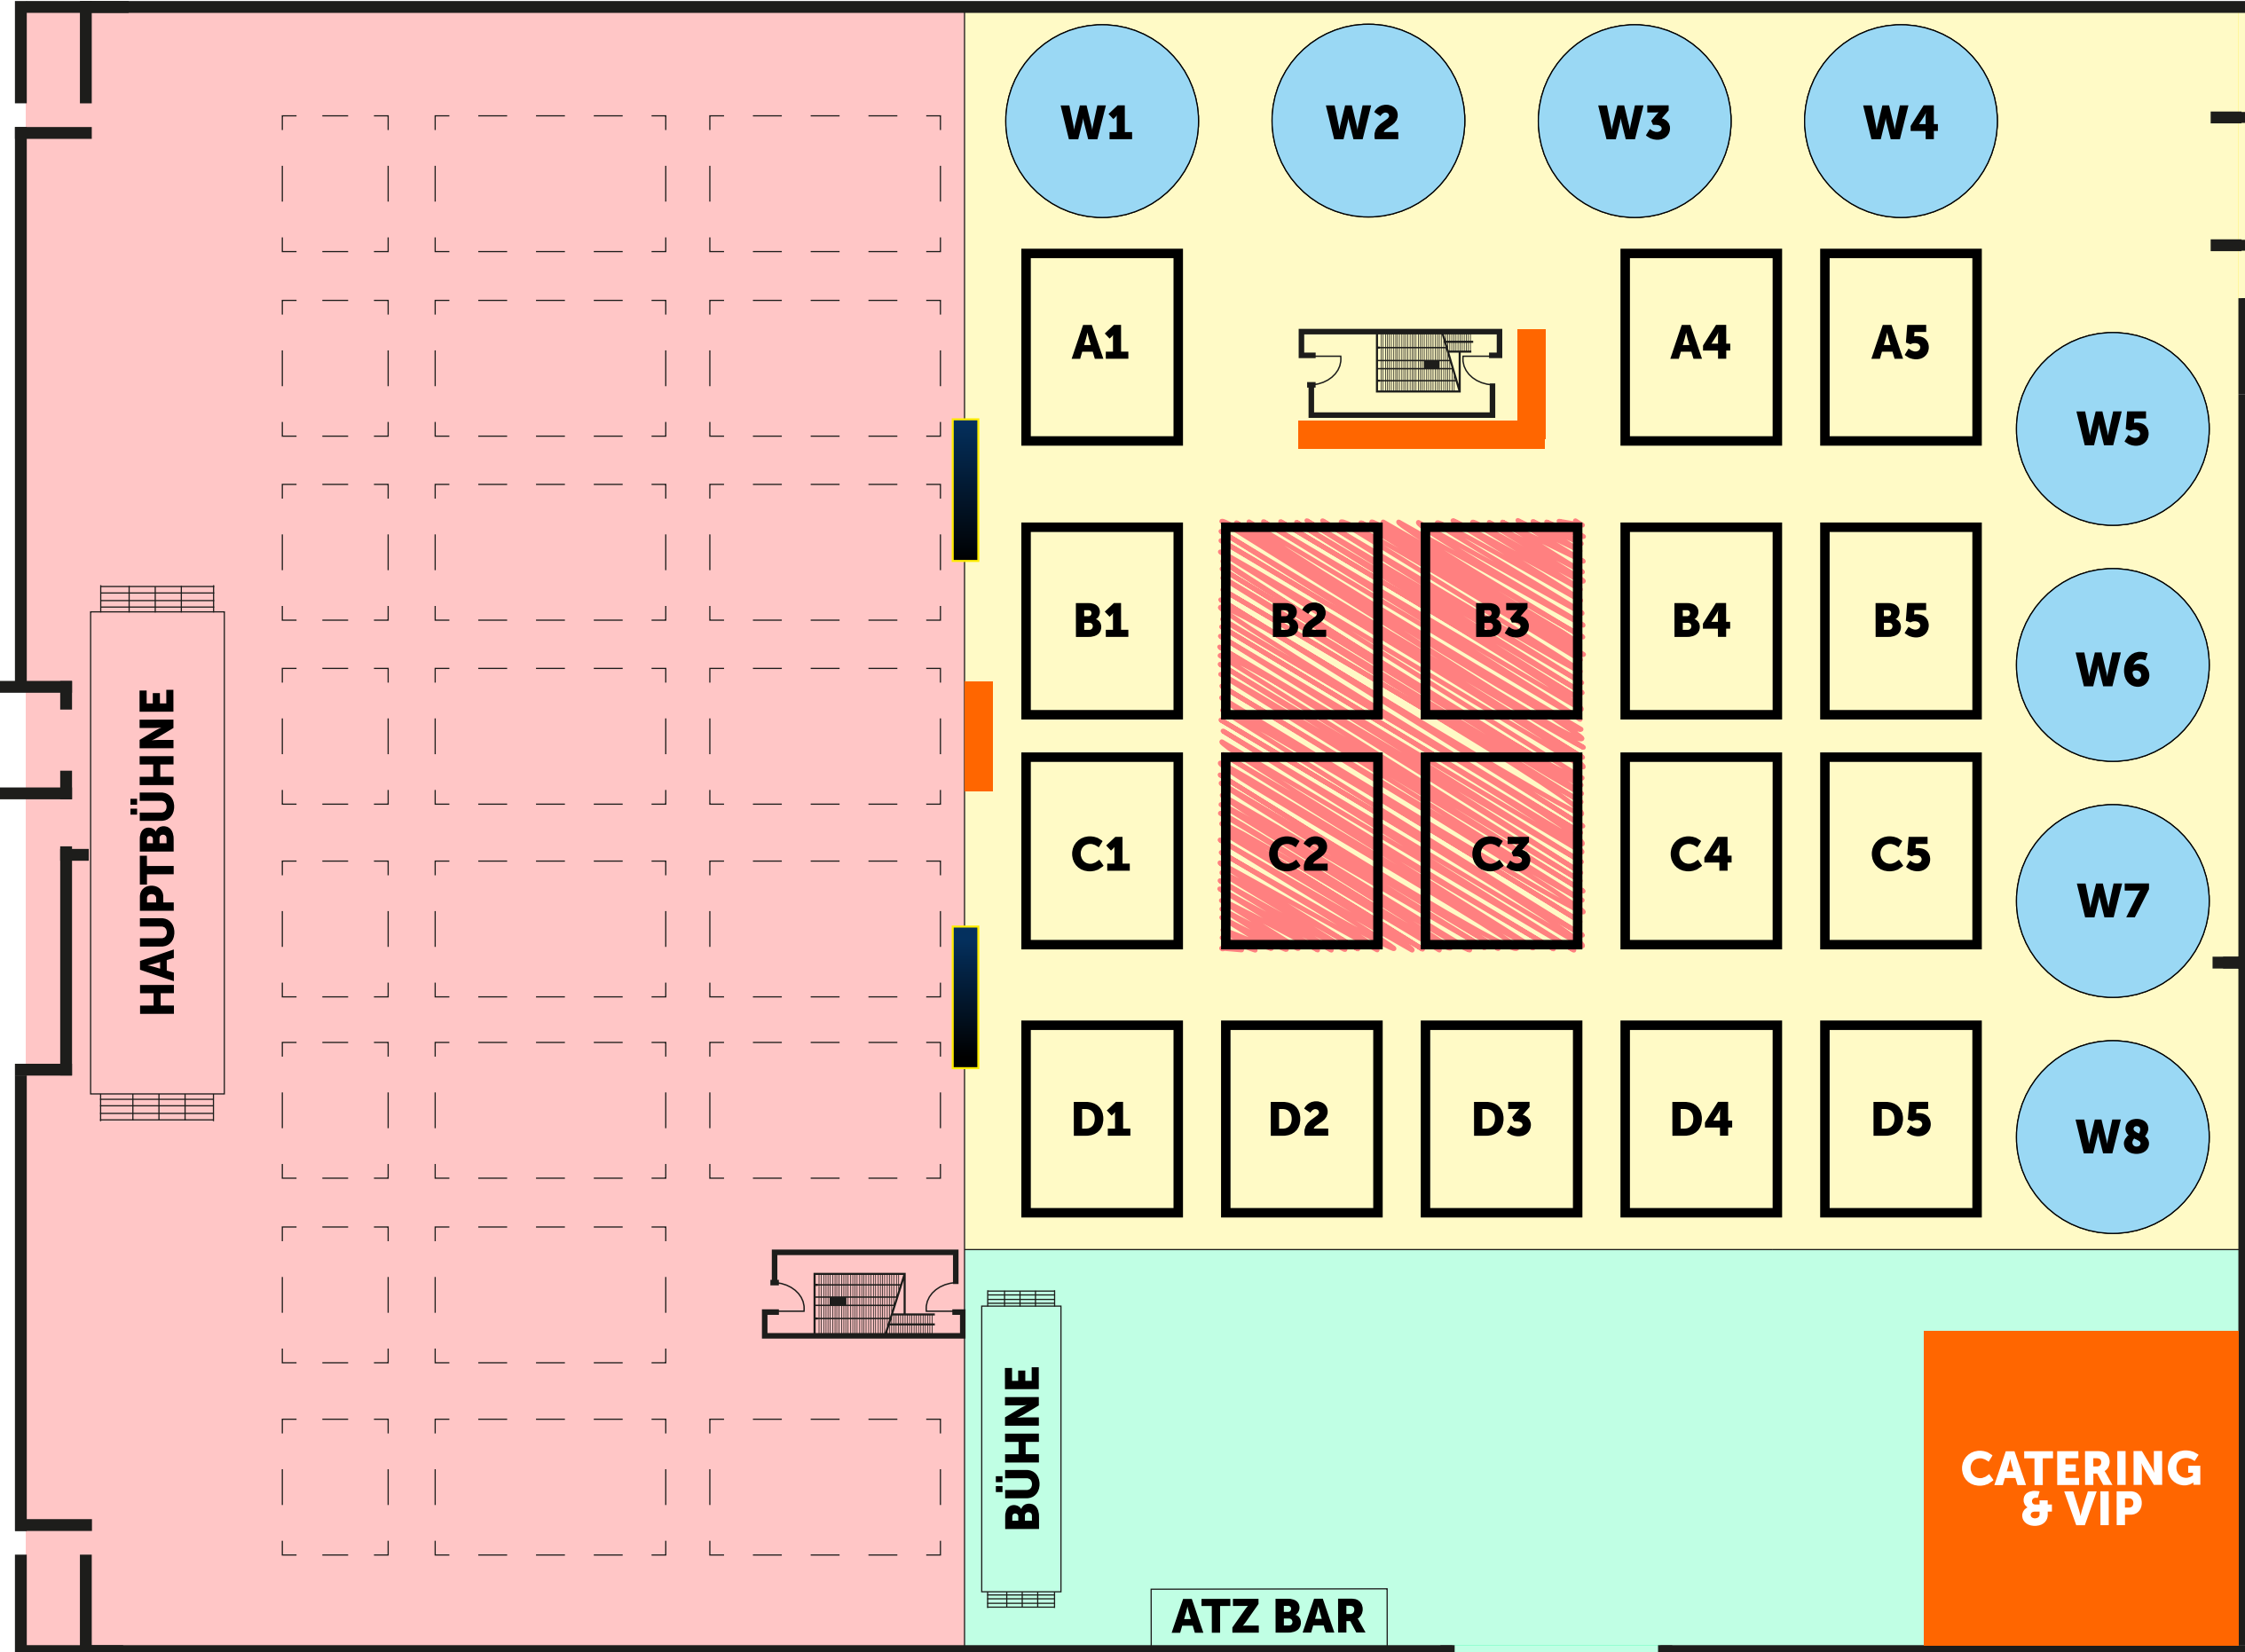 W1
W2
W3
W4
A1
A4
A5
W5
B1
B2
B3
B4
B5
W6
HAUPTBÜHNE
C1
C2
C3
C4
C5
W7
D1
D2
D3
D4
D5
W8
BÜHNE
CATERING
& VIP
ATZ BAR